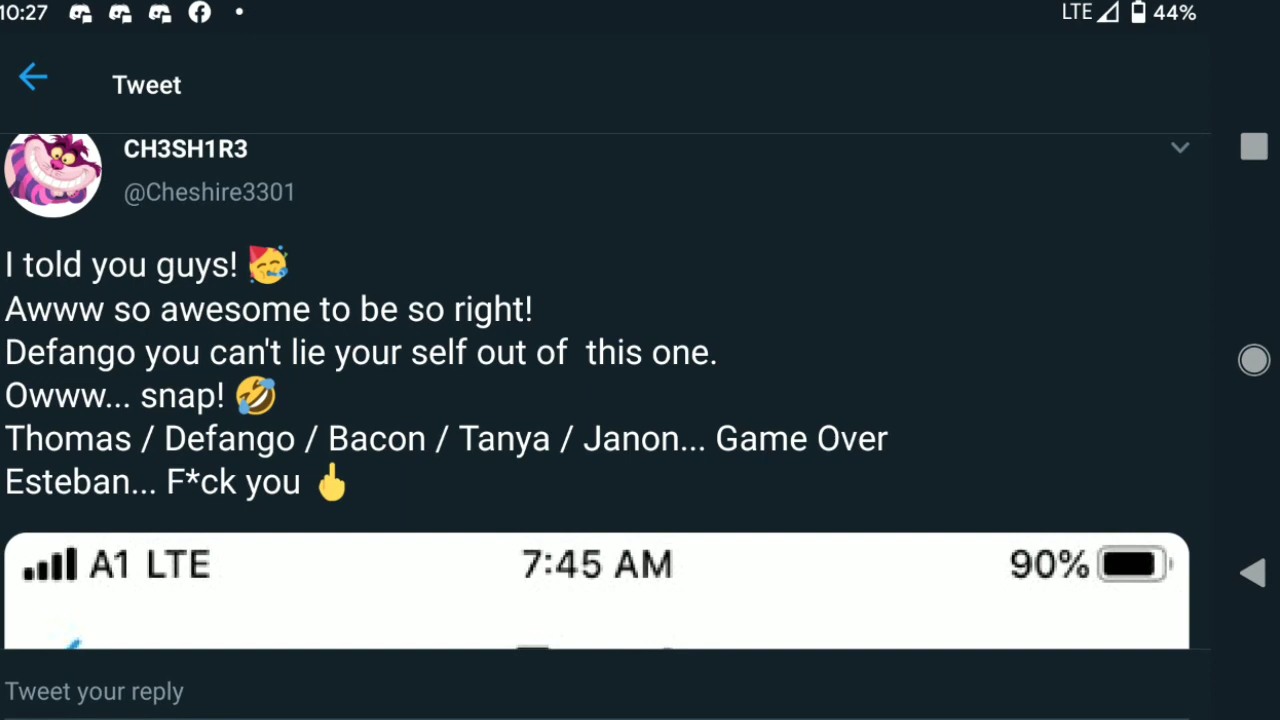 10:27 LTE 44%
Tweet
CH3SH1R3
@Cheshire3301
I told you guys! 🥳
Awww so awesome to be so right!
Defango you can't lie your self out of  this one.
Owww... snap! 🤣
Thomas / Defango / Bacon / Tanya / Janon... Game Over
Esteban... F*ck you 🖕
A1 LTE 7:45 AM 90%
Tweet your reply